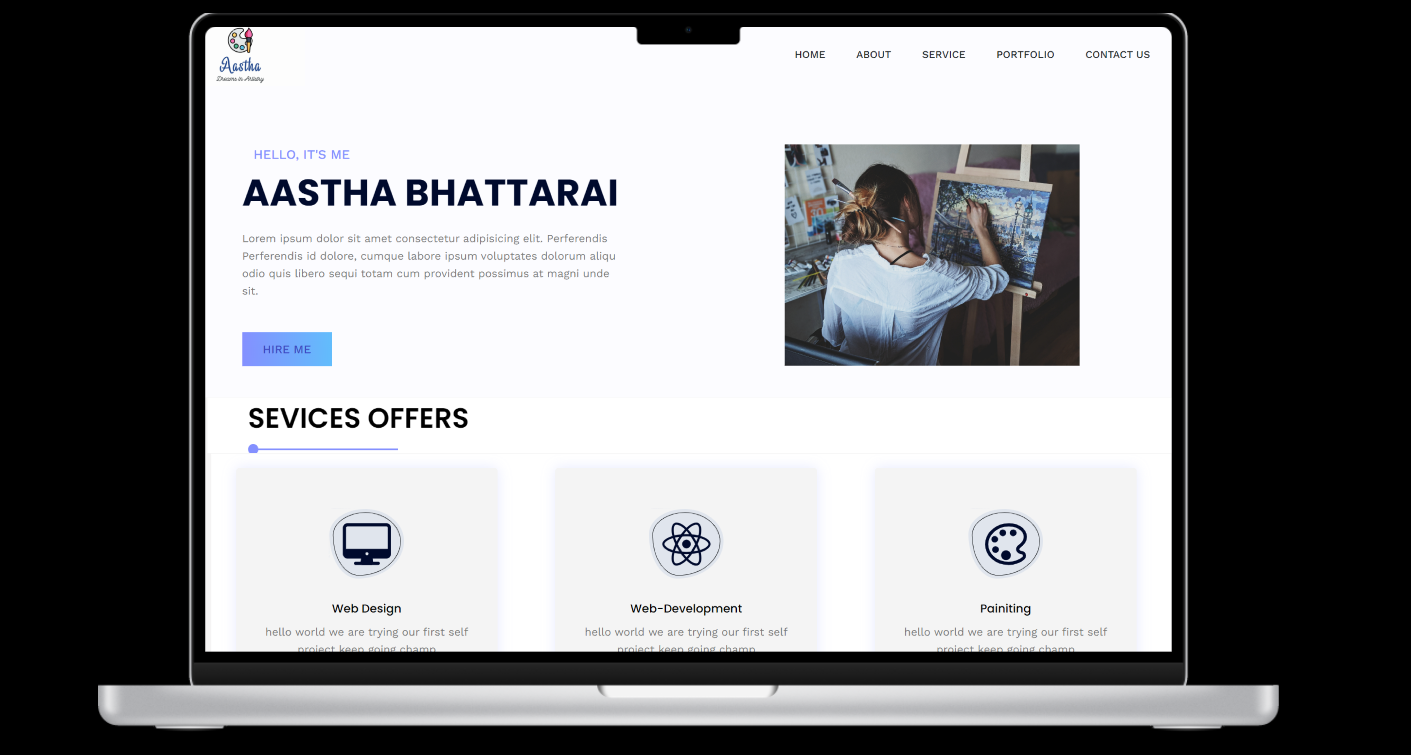 Aastha
Dreams in Artistry
HOME ABOUT SERVICE PORTFOLIO CONTACT US
HELLO, IT'S ME
AASTHA BHATTARAI
Lorem ipsum dolor sit amet consectetur adipisicing elit. Perferendis
Perferendis id dolore, cumque labore ipsum voluptates dolorum aliqu
odio quis libero sequi totam cum provident possimus at magni unde
sit.
HIRE ME
SEVICES OFFERS
Web Design
hello world we are trying our first self
project keep going champ
Web-Development
hello world we are trying our first self
project keep going champ
Painiting
hello world we are trying our first self
project keep going champ